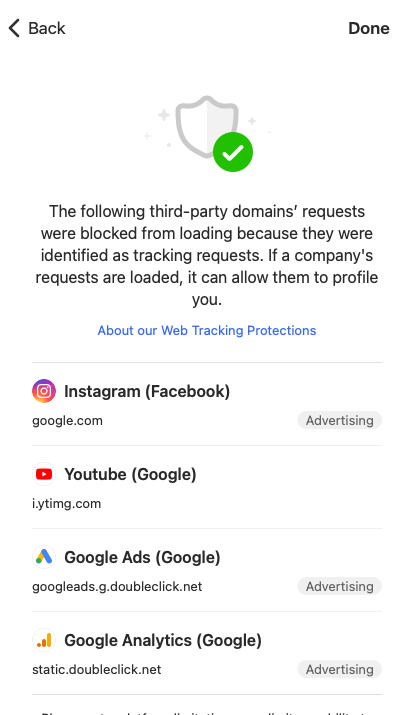 Back
Done
The following third-party domains’ requests
were blocked from loading because they were
identified as tracking requests. If a company's
requests are loaded, it can allow them to profile
you.
About our Web Tracking Protections
Instagram (Facebook)
google.com
Advertising
Youtube (Google)
i.ytimg.com
Google Ads (Google)
googleads.g.doubleclick.net
Advertising
Google Analytics (Google)
static.doubleclick.net
Advertising